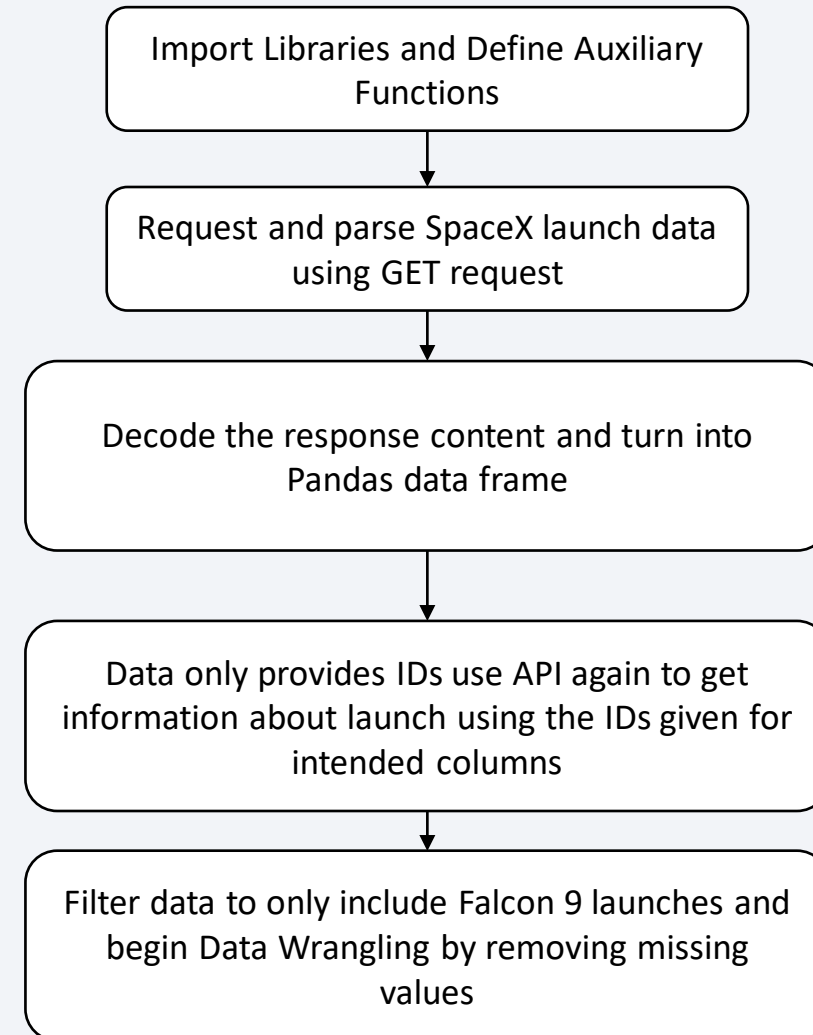 Import Libraries and Define Auxiliary
Functions
Request and parse SpaceX launch data
using GET request
Decode the response content and turn into
Pandas data frame
Data only provides IDs use API again to get
information about launch using the IDs given for
intended columns
Filter data to only include Falcon 9 launches and
begin Data Wrangling by removing missing
values